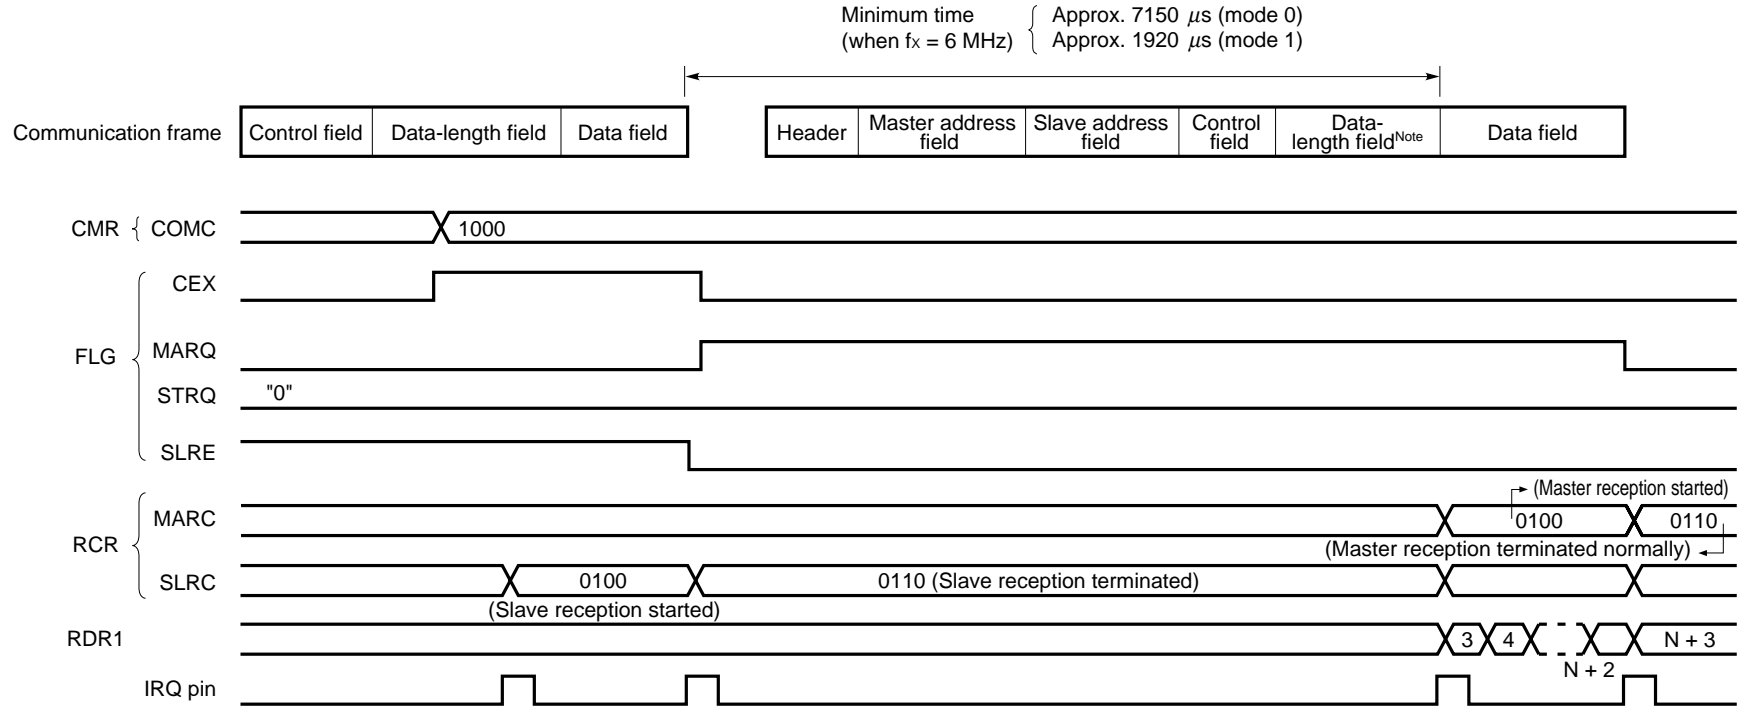 Minimum time
(when fx = 6 MHz)
Approx. 7150 μs (mode 0)
Approx. 1920 μs (mode 1)
Communication frame
Control field
Data-length field
Data field
Header
Master address
field
Slave address
field
Control
field
Data-
length fieldNote
Data field
CMR
COMC
1000
FLG
CEX
MARQ
STRQ
"0"
SLRE
RCR
MARC
(Master reception started)
0100
0110
(Master reception terminated normally)
SLRC
0100
0110 (Slave reception terminated)
(Slave reception started)
RDR1
3
4
N + 2
N + 3
IRQ pin